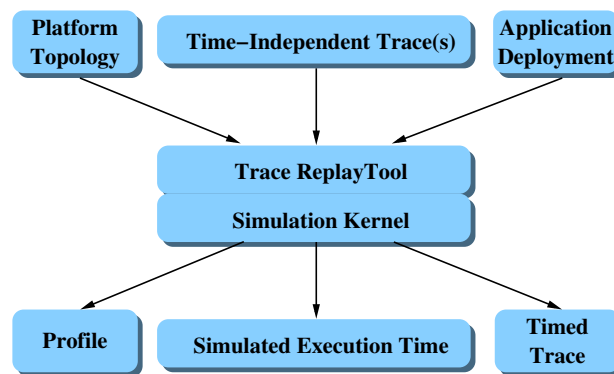 Platform
Topology
Time−Independent Trace(s)
Application
Deployment
Trace ReplayTool
Simulation Kernel
Profile
Simulated Execution Time
Timed
Trace